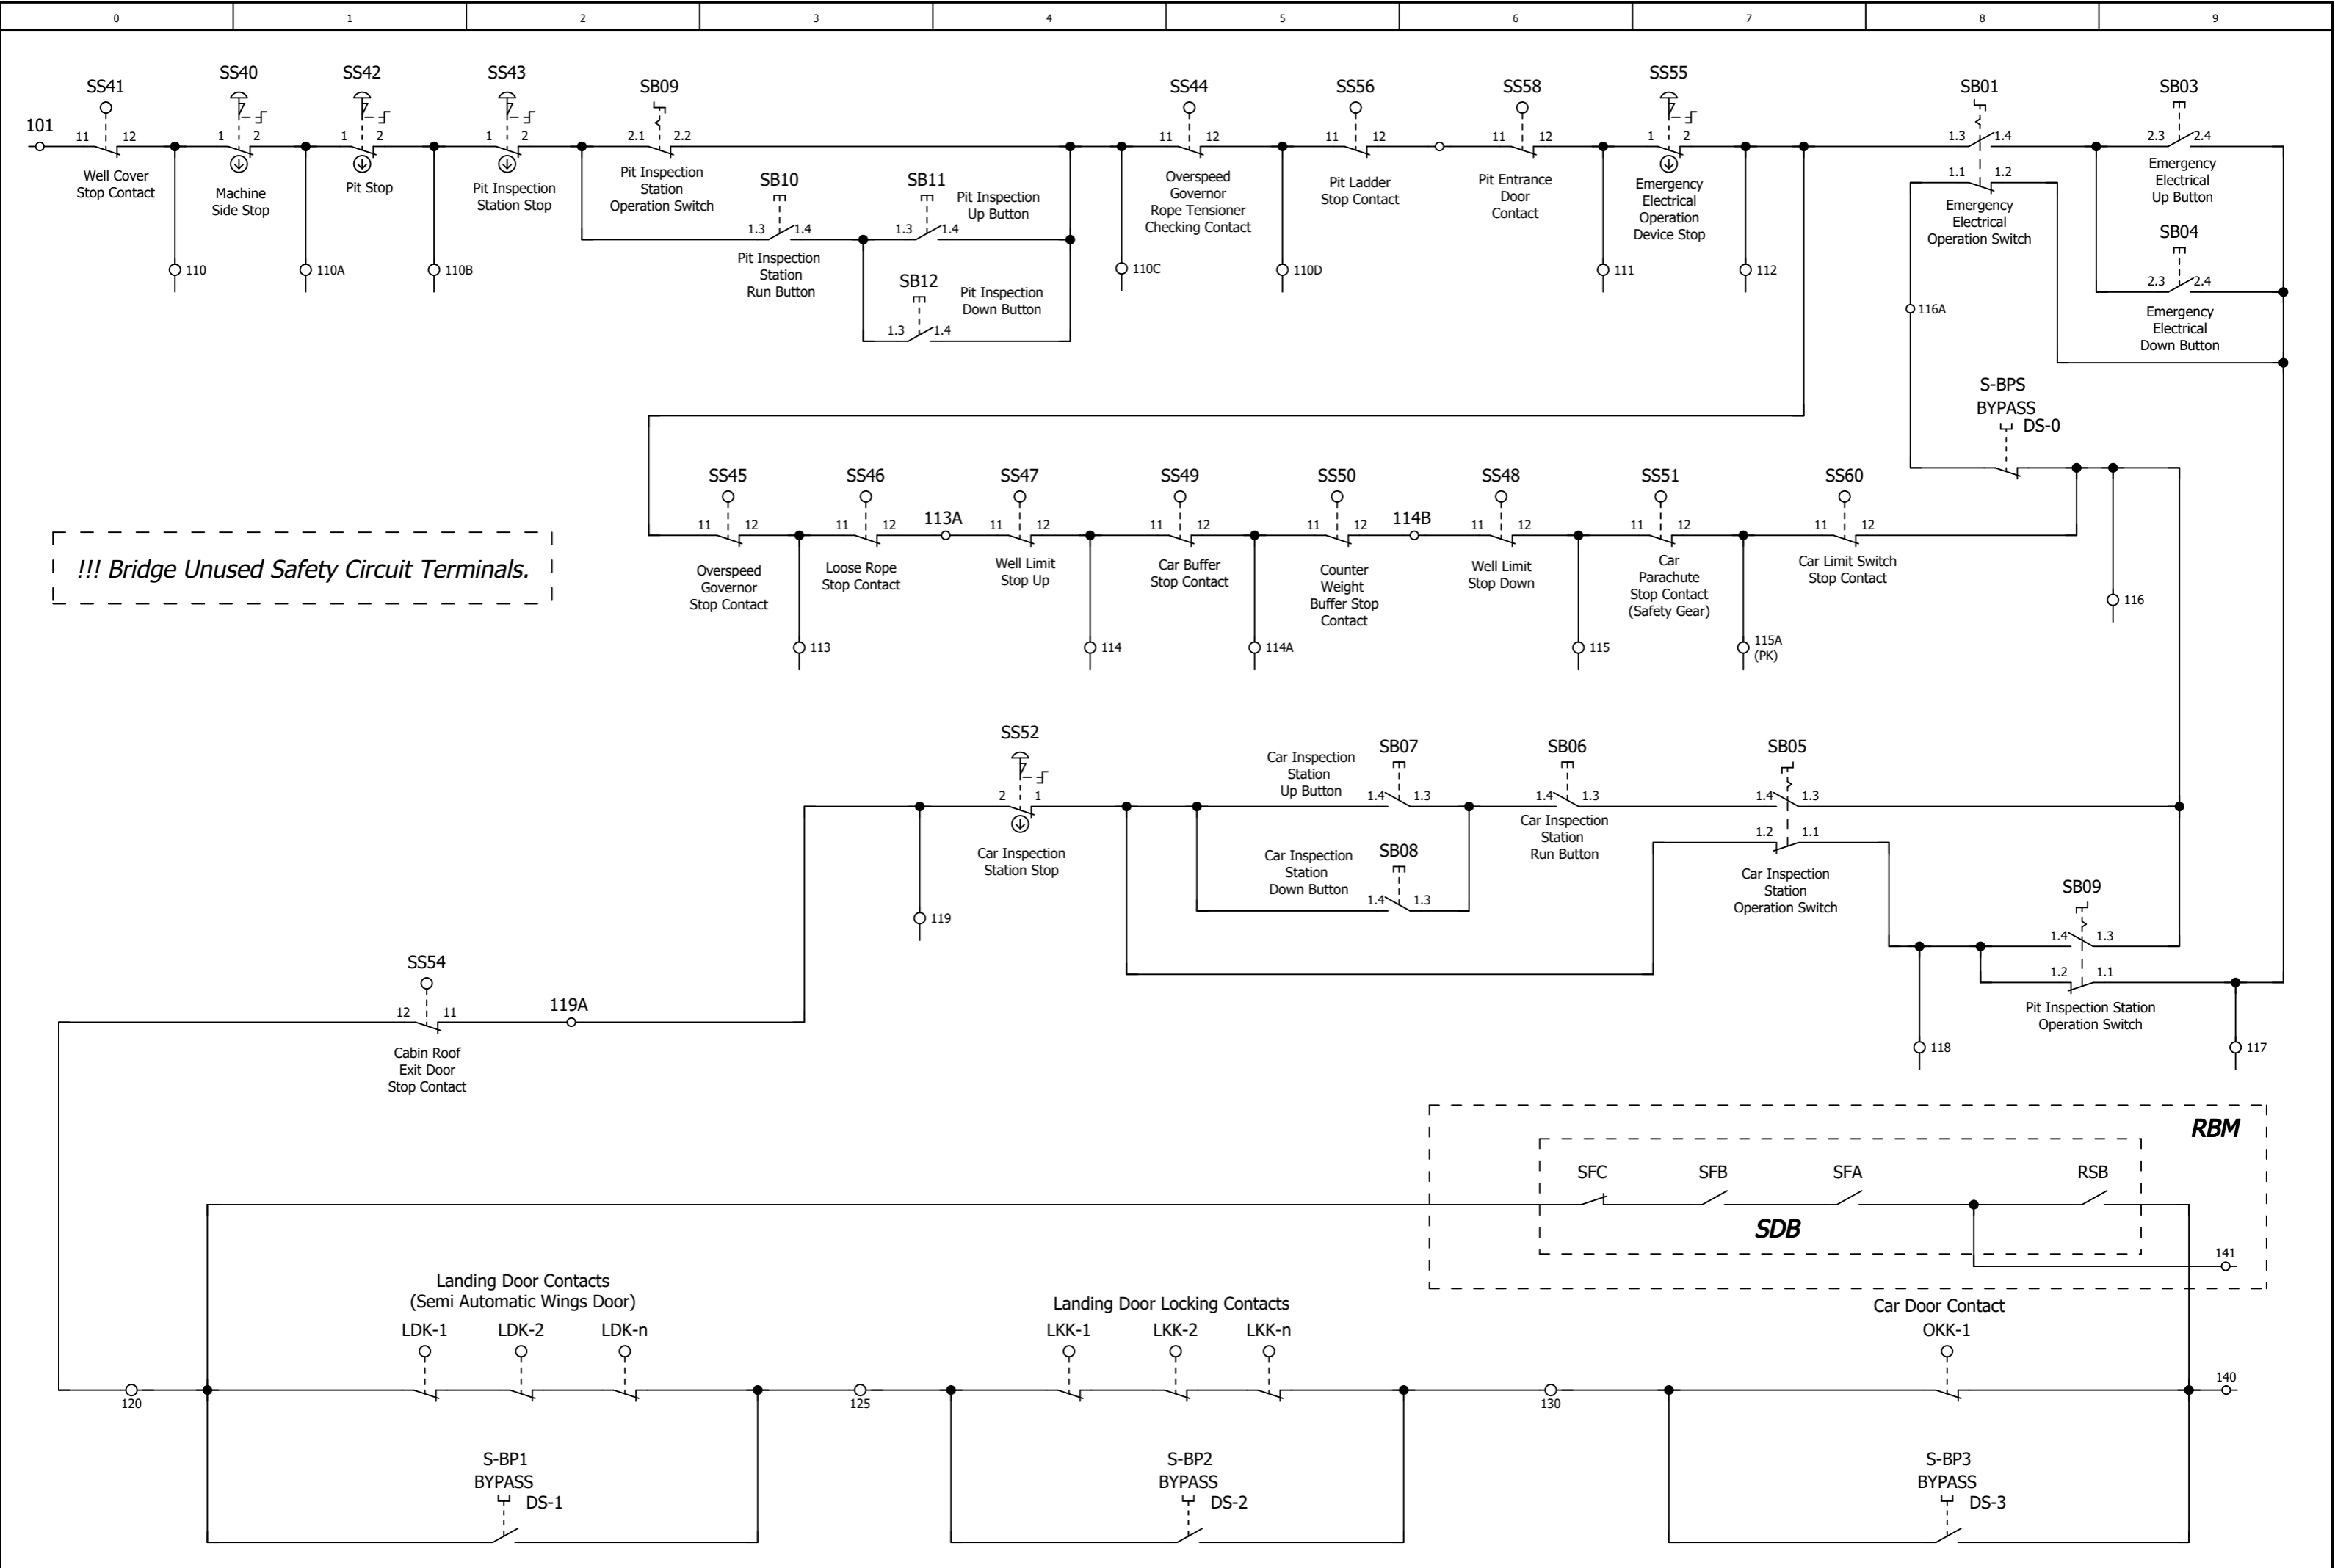 0 1 2 3 4 5 6 7 8 9
SS41
SS40
SS42
SS43
SB09
SS44
SS56
SS58
SS55
SB01
SB03
101
11 12
1 2
1 2
1 2
2.1 2.2
11 12
11 12
11 12
1 2
1.3 1.4
2.3 2.4
Well Cover
Stop Contact
Machine
Side Stop
Pit Stop
Pit Inspection
Station Stop
Pit Inspection
Station
Operation Switch
SB10
1.3 1.4
Pit Inspection
Station
Run Button
SB11
1.3 1.4
Pit Inspection
Up Button
SB12
1.3 1.4
Pit Inspection
Down Button
Overspeed
Governor
Rope Tensioner
Checking Contact
Pit Ladder
Stop Contact
Pit Entrance
Door
Contact
Emergency
Electrical
Operation
Device Stop
1.1 1.2
Emergency
Electrical
Operation Switch
Emergency
Electrical
Up Button
SB04
2.3 2.4
Emergency
Electrical
Down Button
110
110A
110B
110C
110D
111
112
116A
S-BPS
BYPASS
DS-0
SS45
SS46
SS47
SS49
SS50
SS48
SS51
SS60
113A
114B
11 12
11 12
11 12
11 12
11 12
11 12
11 12
11 12
!!! Bridge Unused Safety Circuit Terminals.
Overspeed
Governor
Stop Contact
Loose Rope
Stop Contact
Well Limit
Stop Up
Car Buffer
Stop Contact
Counter
Weight
Buffer Stop
Contact
Well Limit
Stop Down
Car
Parachute
Stop Contact
(Safety Gear)
Car Limit Switch
Stop Contact
113
114
114A
115
115A
(PK)
116
SS52
2 1
Car Inspection
Station Stop
Car Inspection
Station
Up Button
SB07
1.4 1.3
SB06
1.4 1.3
Car Inspection
Station
Run Button
SB05
1.4 1.3
1.2 1.1
Car Inspection
Station
Operation Switch
Car Inspection
Station
Down Button
SB08
1.4 1.3
SB09
1.4 1.3
1.2 1.1
Pit Inspection Station
Operation Switch
119
118
117
SS54
12 11
119A
Cabin Roof
Exit Door
Stop Contact
RBM
SFC
SFB
SFA
RSB
SDB
141
Landing Door Contacts
(Semi Automatic Wings Door)
LDK-1 LDK-2 LDK-n
Landing Door Locking Contacts
LKK-1 LKK-2 LKK-n
Car Door Contact
OKK-1
120
125
130
140
S-BP1
BYPASS
DS-1
S-BP2
BYPASS
DS-2
S-BP3
BYPASS
DS-3